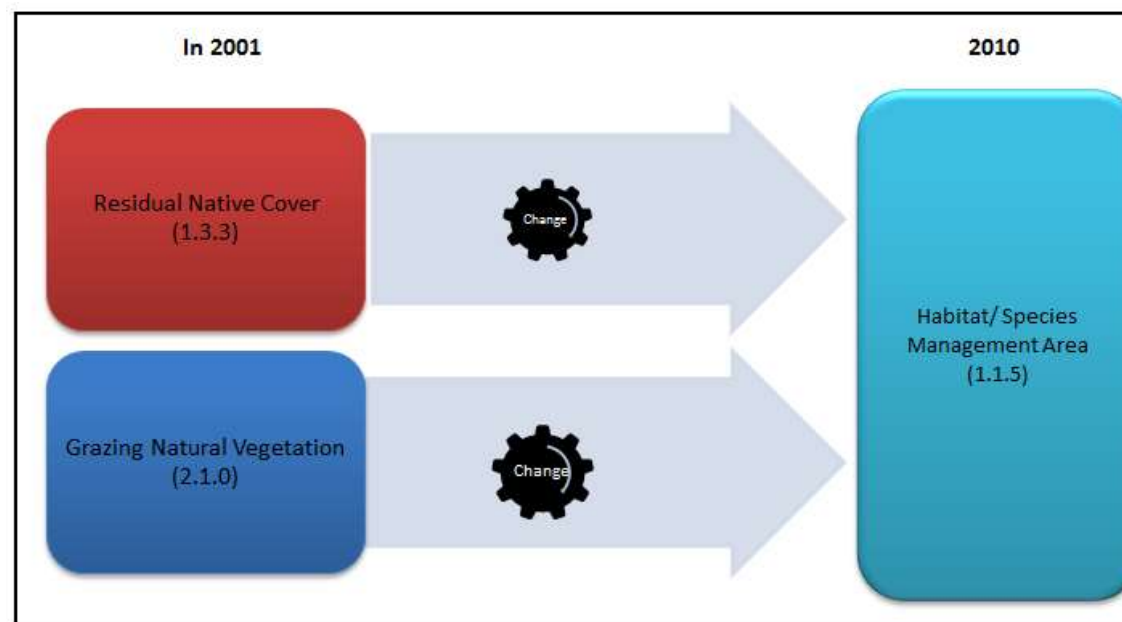 In 2001
2010
Residual Native Cover
(1.3.3)
Change
Habitat/ Species
Management Area
(1.1.5)
Grazing Natural Vegetation
(2.1.0)
Change